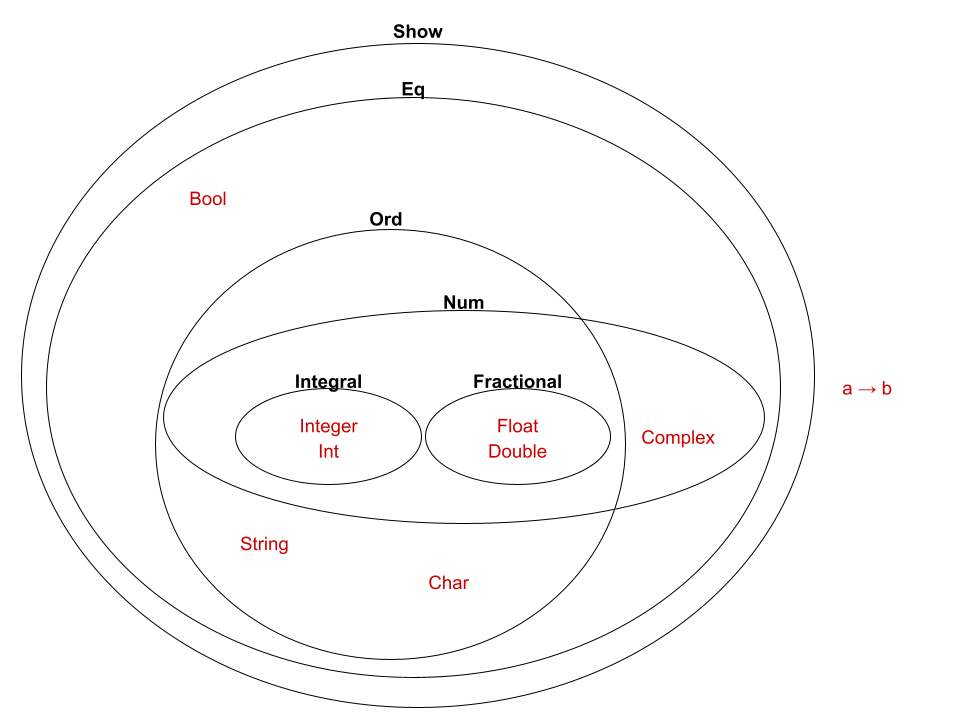 Show
Eq
Bool
Ord
Num
Integral
Fractional
a → b
Integer
Int
Float
Double
Complex
String
Char